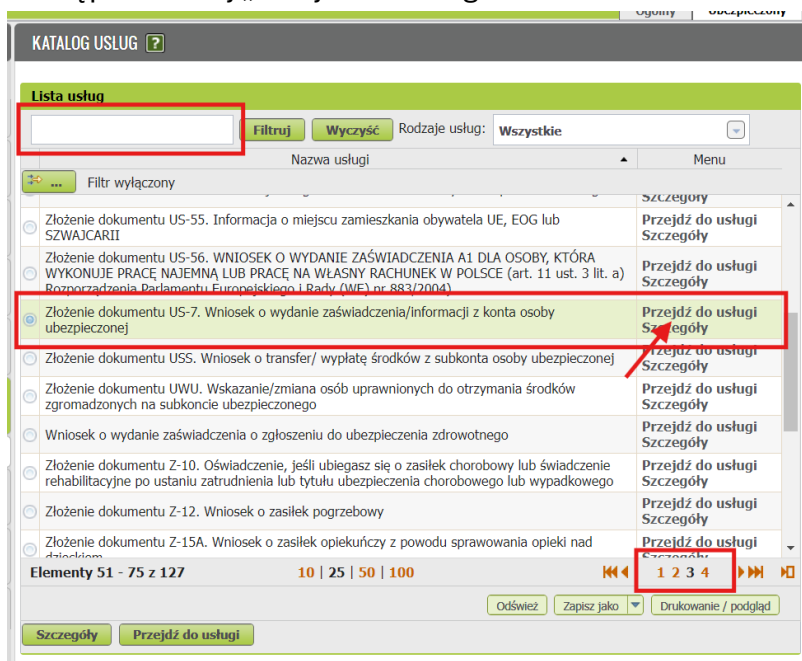 Ogólny Ubezpieczony
KATALOG USLUG ?
Lista usług
Filtruj Wyczyść Rodzaje usług: Wszystkie
Nazwa usługi Menu
... Filtr wyłączony
Szczegóły
Złożenie dokumentu US-55. Informacja o miejscu zamieszkania obywatela UE, EOG lub
SZWAJCARII
Przejdź do usługi
Szczegóły
Złożenie dokumentu US-56. WNIOSEK O WYDANIE ZAŚWIADCZENIA A1 DLA OSOBY, KTÓRA
WYKONUJE PRACĘ NAJEMNĄ LUB PRACĘ NA WŁASNY RACHUNEK W POLSCE (art. 11 ust. 3 lit. a)
Rozporządzenia Parlamentu Europejskiego i Rady (WE) nr 883/2004)
Przejdź do usługi
Szczegóły
Złożenie dokumentu US-7. Wniosek o wydanie zaświadczenia/informacji z konta osoby
ubezpieczonej
Przejdź do usługi
Szczegóły
Złożenie dokumentu USS. Wniosek o transfer/ wypłatę środków z subkonta osoby ubezpieczonej
Przejdź do usługi
Szczegóły
Złożenie dokumentu UWU. Wskazanie/zmiana osób uprawnionych do otrzymania środków
zgromadzonych na subkoncie ubezpieczonego
Przejdź do usługi
Szczegóły
Wniosek o wydanie zaświadczenia o zgłoszeniu do ubezpieczenia zdrowotnego
Przejdź do usługi
Szczegóły
Złożenie dokumentu Z-10. Oświadczenie, jeśli ubiegasz się o zasiłek chorobowy lub świadczenie
rehabilitacyjne po ustaniu zatrudnienia lub tytułu ubezpieczenia chorobowego lub wypadkowego
Przejdź do usługi
Szczegóły
Złożenie dokumentu Z-12. Wniosek o zasiłek pogrzebowy
Przejdź do usługi
Szczegóły
Złożenie dokumentu Z-15A. Wniosek o zasiłek opiekuńczy z powodu sprawowania opieki nad
dzieckiem
Przejdź do usługi
Szczegóły
Elementy 51 - 75 z 127 10 | 25 | 50 | 100 1 2 3 4
Odśwież Zapisz jako Drukowanie / podgląd
Szczegóły Przejdź do usługi